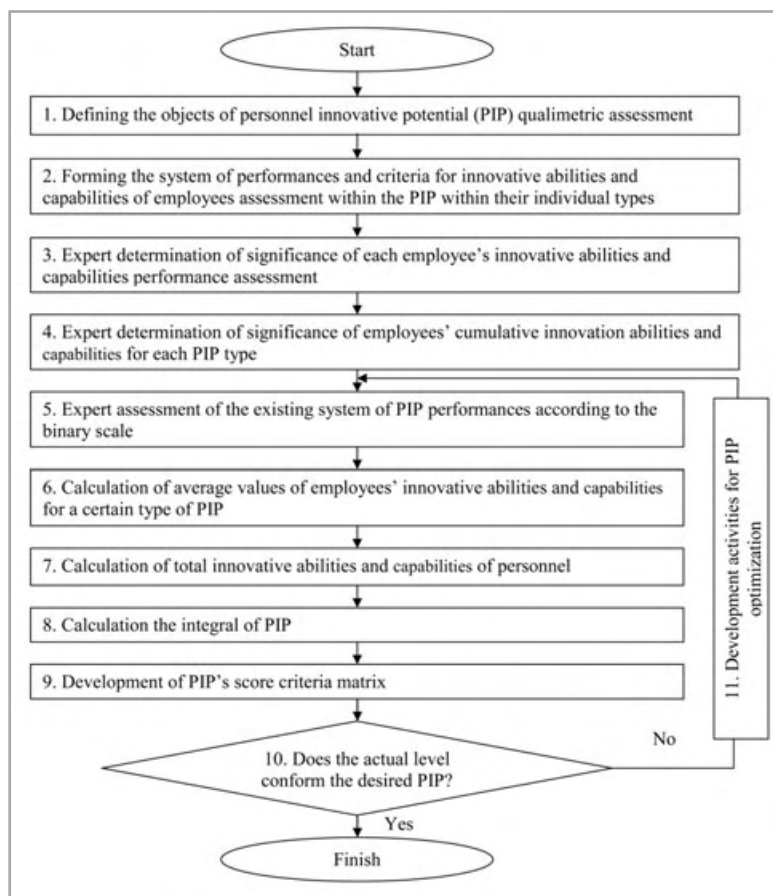 Start
1. Defining the objects of personnel innovative potential (PIP) qualimetric assessment
2. Forming the system of performances and criteria for innovative abilities and
capabilities of employees assessment within the PIP within their individual types
3. Expert determination of significance of each employee’s innovative abilities and
capabilities performance assessment
4. Expert determination of significance of employees’ cumulative innovation abilities and
capabilities for each PIP type
5. Expert assessment of the existing system of PIP performances according to the
binary scale
6. Calculation of average values of employees’ innovative abilities and capabilities
for a certain type of PIP
7. Calculation of total innovative abilities and capabilities of personnel
8. Calculation the integral of PIP
9. Development of PIP’s score criteria matrix
10. Does the actual level
conform the desired PIP?
No
11. Development activities for PIP
optimization
Yes
Finish